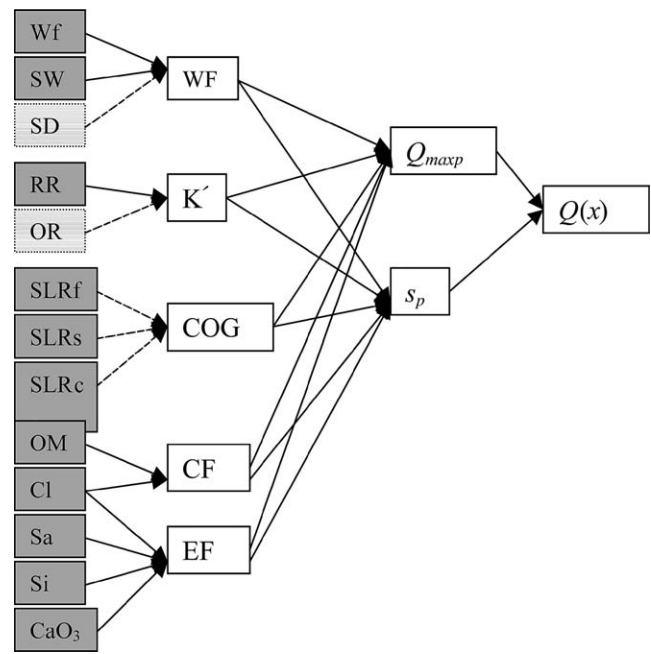 Wf
SW
SD
RR
OR
SLRf
SLRs
SLRc
OM
Cl
Sa
Si
CaO₃
WF
K´
COG
CF
EF
Qmaxp
sp
Q(x)